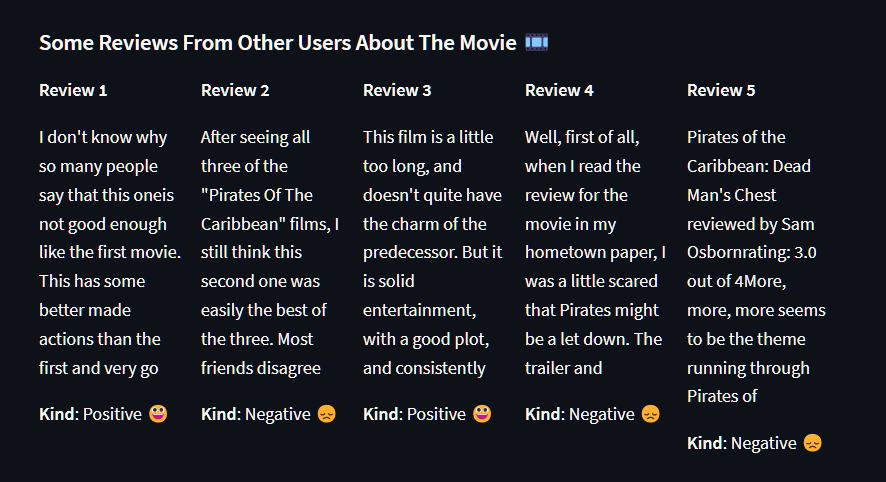 Some Reviews From Other Users About The Movie 🎞️
Review 1
I don't know why
so many people
say that this oneis
not good enough
like the first movie.
This has some
better made
actions than the
first and very go
Kind: Positive 😀
Review 2
After seeing all
three of the
"Pirates Of The
Caribbean" films, I
still think this
second one was
easily the best of
the three. Most
friends disagree
Kind: Negative 😞
Review 3
This film is a little
too long, and
doesn't quite have
the charm of the
predecessor. But it
is solid
entertainment,
with a good plot,
and consistently
Kind: Positive 😀
Review 4
Well, first of all,
when I read the
review for the
movie in my
hometown paper, I
was a little scared
that Pirates might
be a let down. The
trailer and
Kind: Negative 😞
Review 5
Pirates of the
Caribbean: Dead
Man's Chest
reviewed by Sam
Osbornrating: 3.0
out of 4More,
more, more seems
to be the theme
running through
Pirates of
Kind: Negative 😞